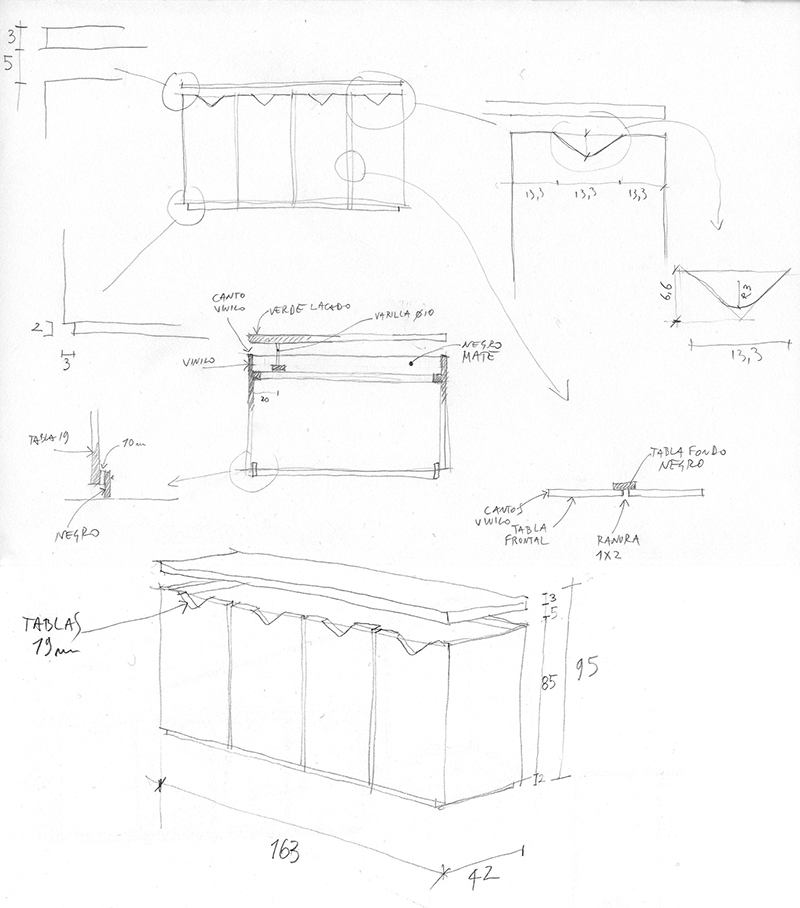 3
5
13,3
13,3
13,3
6,6
R3
13,3
2
3
CANTO
VINILO
VERDE LACADO
VARILLA Ø10
VINILO
NEGRO
MATE
20
TABLA 19
10m
NEGRO
TABLA FONDO
NEGRO
CANTOS
VINILO
TABLA
FRONTAL
RANURA
1X2
TABLAS
19m
3
5
85
95
2
163
42